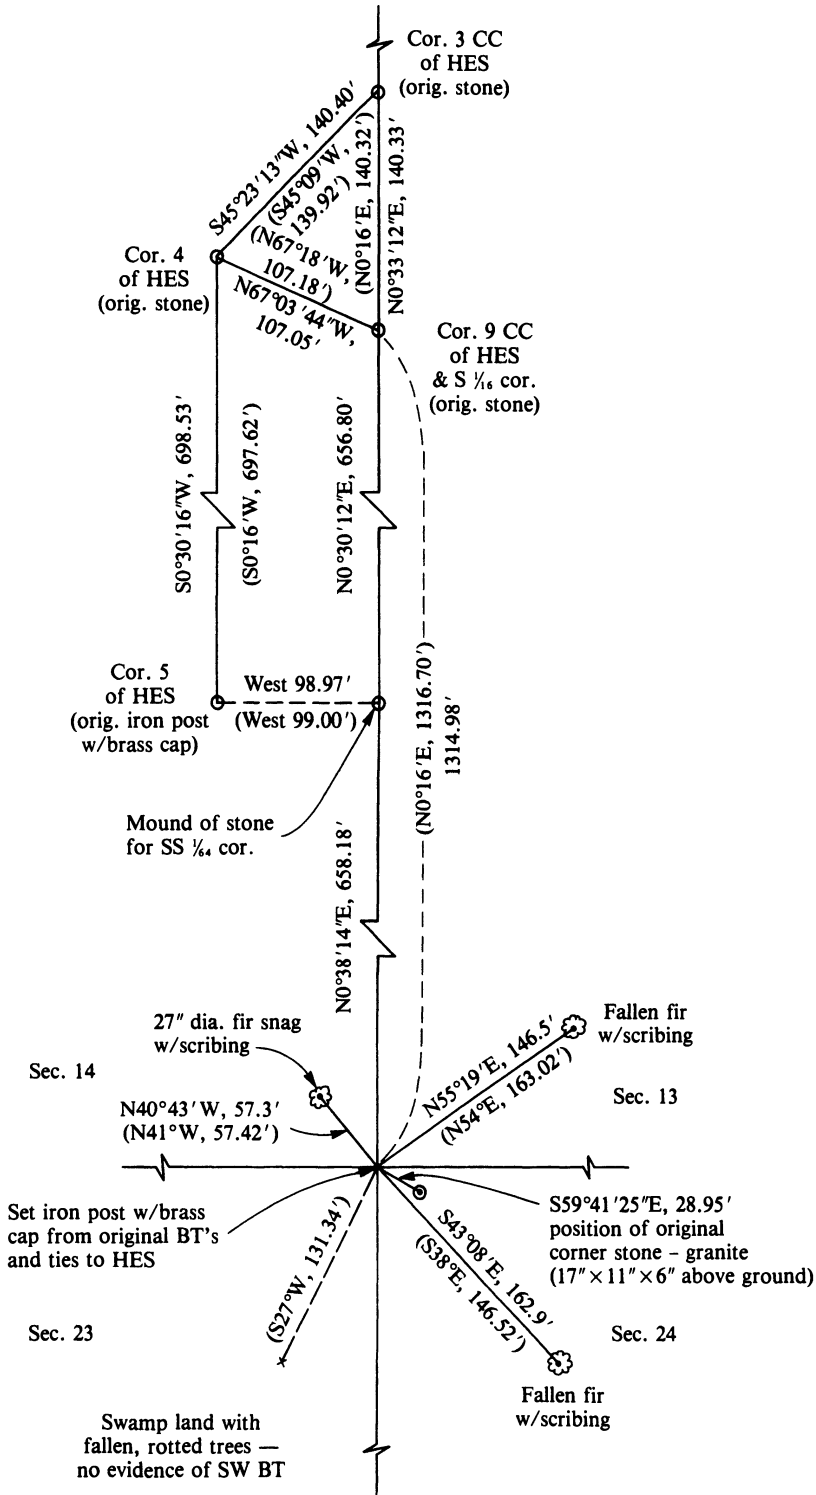 Cor. 3 CC
of HES
(orig. stone)
S45°23′13″W, 140.40′
(S45°09′W,
139.92′)
(N0°16′E, 140.32′)
N0°33′12″E, 140.33′
(N67°18′W,
107.18′)
N67°03′44″W,
107.05′
Cor. 4
of HES
(orig. stone)
Cor. 9 CC
of HES
& S 1/16 cor.
(orig. stone)
S0°30′16″W, 698.53′
(S0°16′W, 697.62′)
N0°30′12″E, 656.80′
(N0°16′E, 1316.70′)
1314.98′
Cor. 5
of HES
(orig. iron post
w/brass cap)
West 98.97′
(West 99.00′)
Mound of stone
for SS 1/64 cor.
N0°38′14″E, 658.18′
27″ dia. fir snag
w/scribing
Fallen fir
w/scribing
Sec. 14
N55°19′E, 146.5′
(N54°E, 163.02′)
Sec. 13
N40°43′W, 57.3′
(N41°W, 57.42′)
Set iron post w/brass
cap from original BT's
and ties to HES
(S27°W, 131.34′)
S43°08′E, 162.9′
(S38°E, 146.52′)
S59°41′25″E, 28.95′
position of original
corner stone – granite
(17″×11″×6″ above ground)
Sec. 23
Sec. 24
Fallen fir
w/scribing
Swamp land with
fallen, rotted trees —
no evidence of SW BT